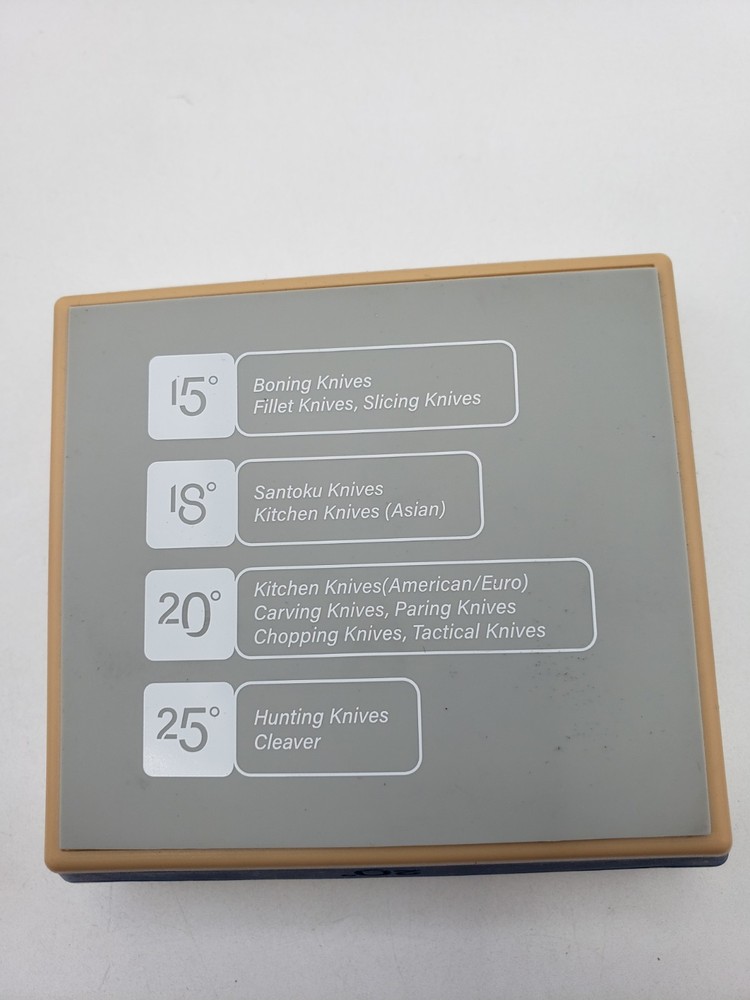 15°
Boning Knives
Fillet Knives, Slicing Knives
18°
Santoku Knives
Kitchen Knives (Asian)
20°
Kitchen Knives(American/Euro)
Carving Knives, Paring Knives
Chopping Knives, Tactical Knives
25°
Hunting Knives
Cleaver
20°